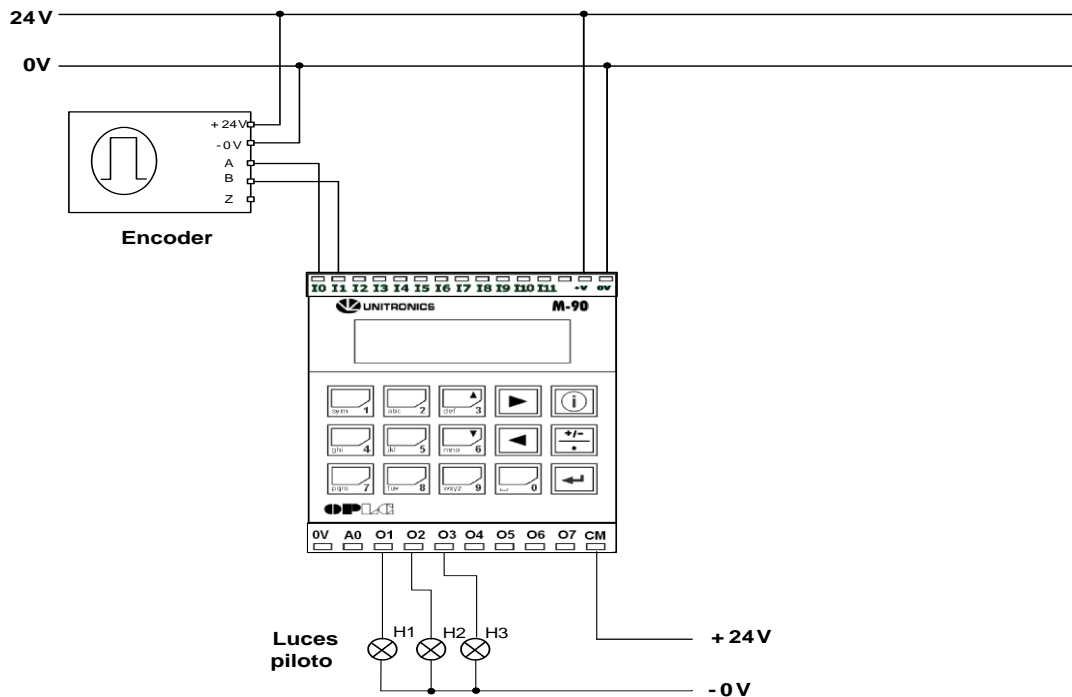 24V
0V
+24V
-0V
A
B
Z
Encoder
I0 I1 I2 I3 I4 I5 I6 I7 I8 I9 I10 I11 +V 0V
UNITRONICS M-90
sym 1 abc 2 def 3 i
ghi 4 jkl 5 mno 6 +/-
pqrs 7 tuv 8 wxyz 9 0
OPLC
0V A0 O1 O2 O3 O4 O5 O6 O7 CM
H1 H2 H3
Luces
piloto
+24V
-0V